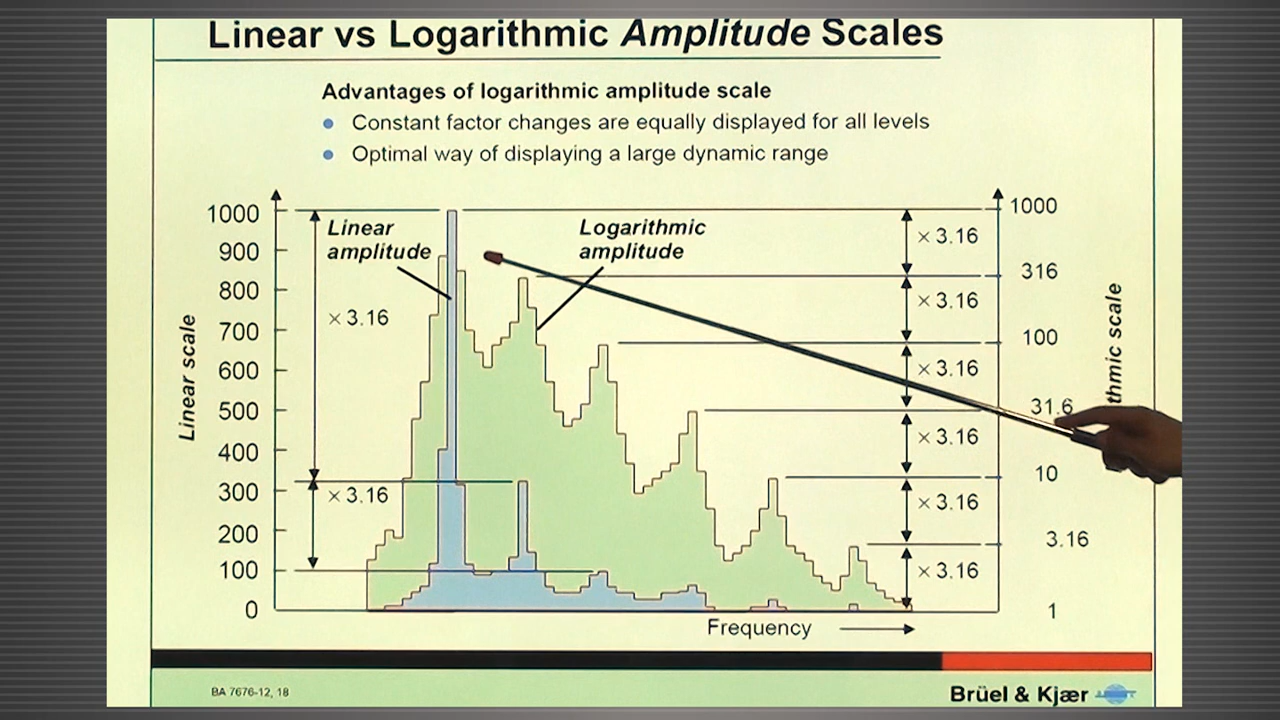 Linear vs Logarithmic Amplitude Scales
Advantages of logarithmic amplitude scale
Constant factor changes are equally displayed for all levels
Optimal way of displaying a large dynamic range
Linear scale
1000
900
800
700
600
500
400
300
200
100
0
Linear
amplitude
× 3.16
× 3.16
Logarithmic
amplitude
× 3.16
× 3.16
× 3.16
× 3.16
× 3.16
× 3.16
1000
316
100
31.6
10
3.16
1
thmic scale
Frequency
BA 7676-12, 18
Brüel & Kjær